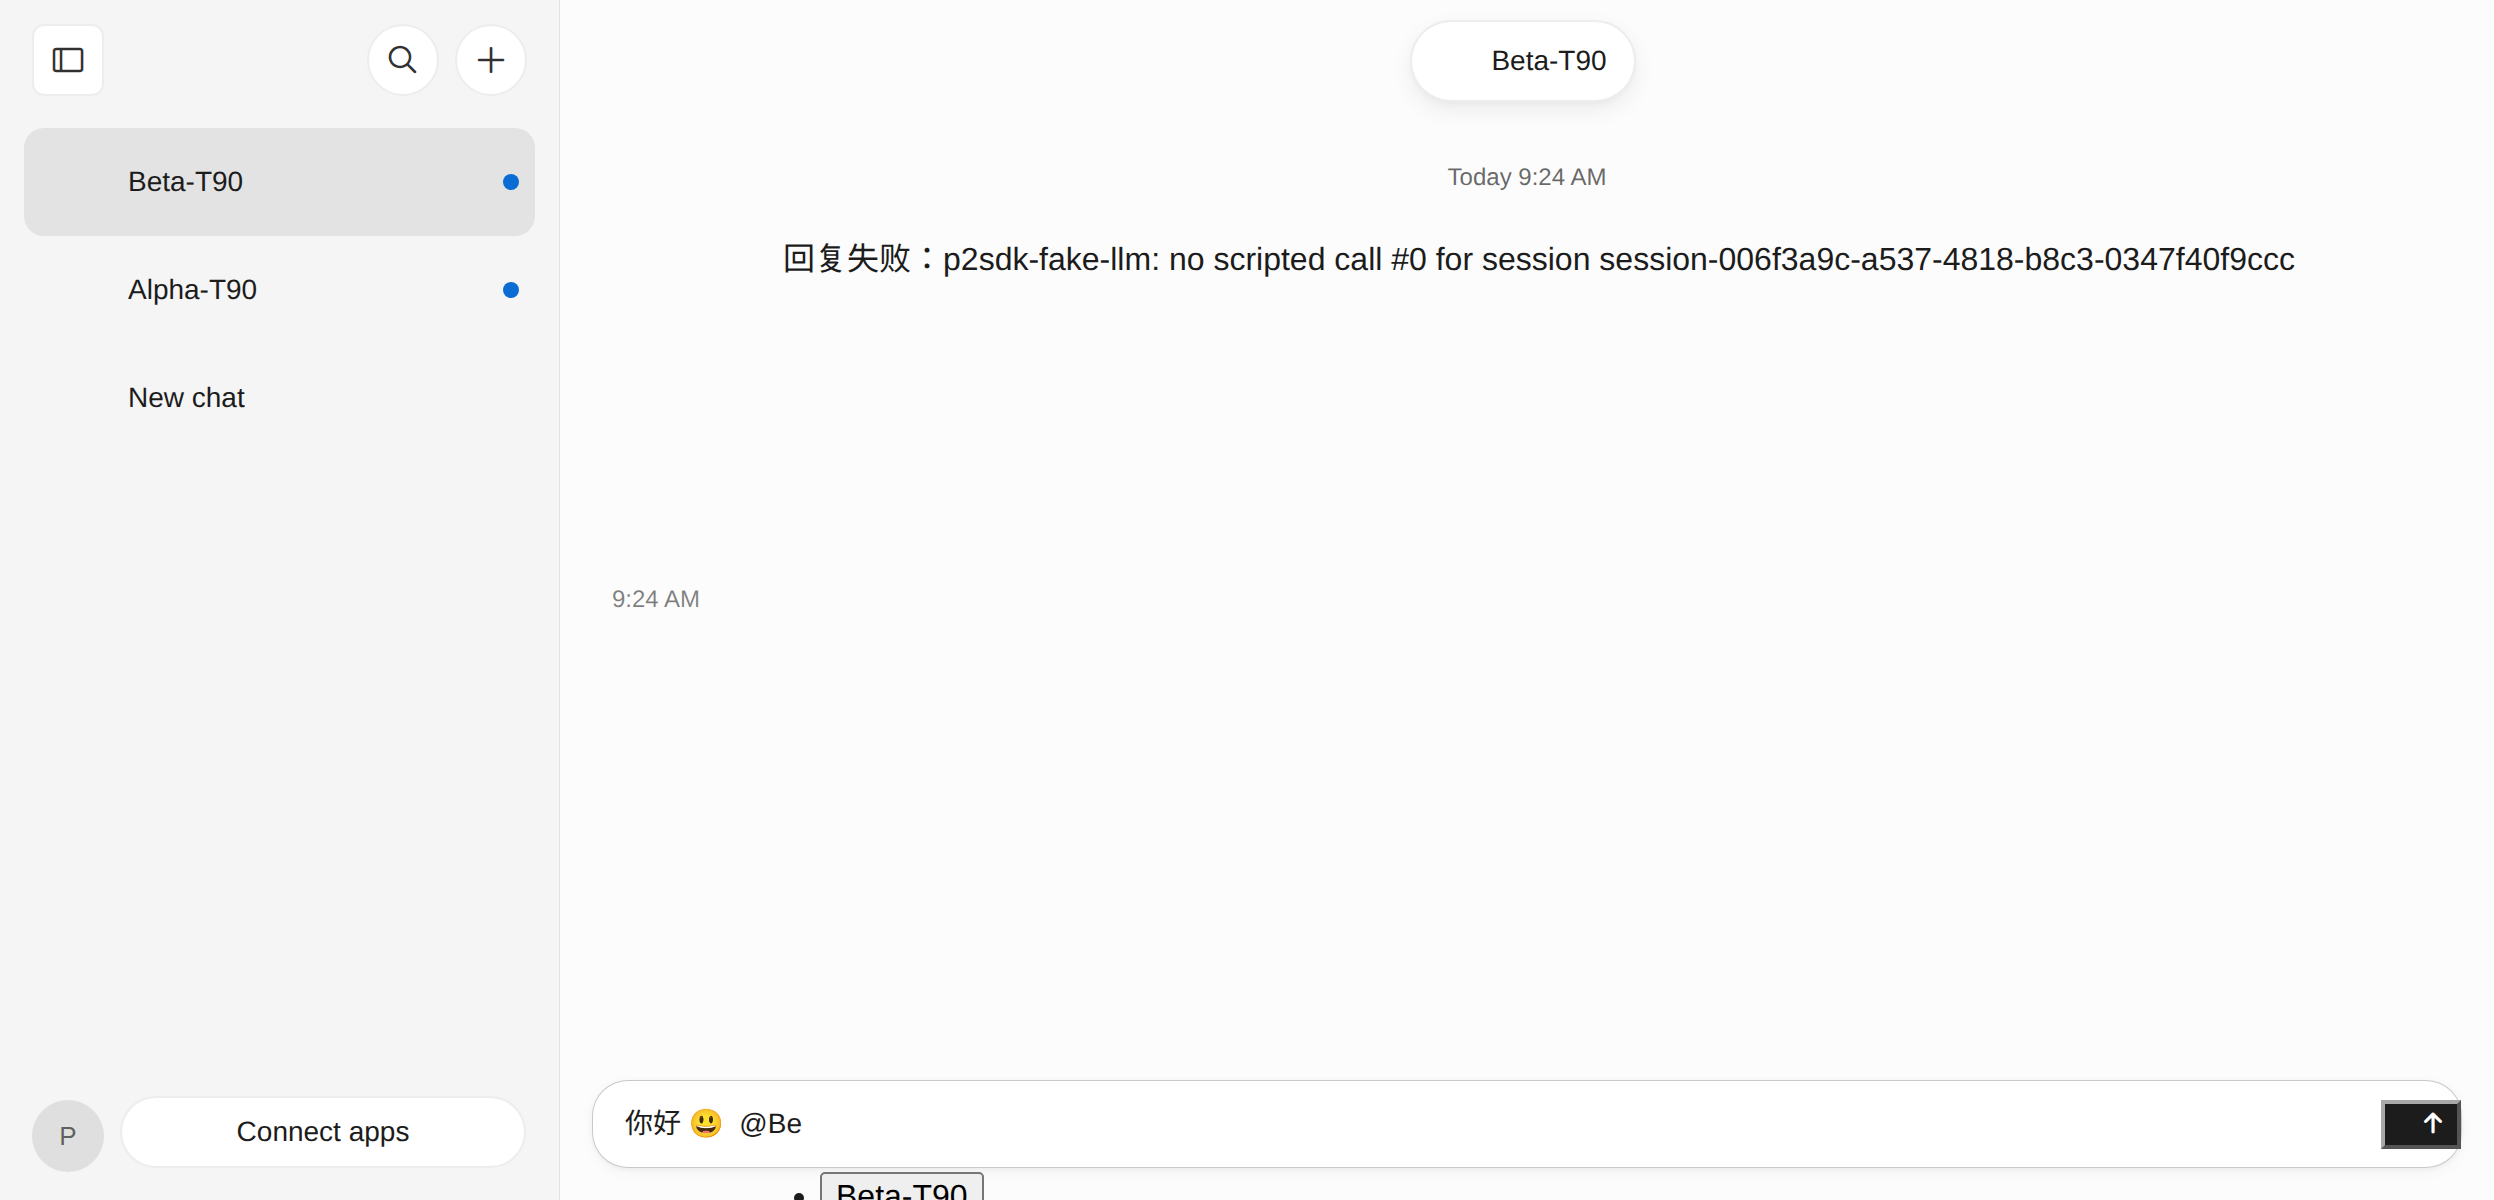 Beta-T90
Alpha-T90
New chat
P
Connect apps
Beta-T90
Today 9:24 AM
回复失败：p2sdk-fake-llm: no scripted call #0 for session session-006f3a9c-a537-4818-b8c3-0347f40f9ccc
9:24 AM
你好 😃 @Be
Beta-T90